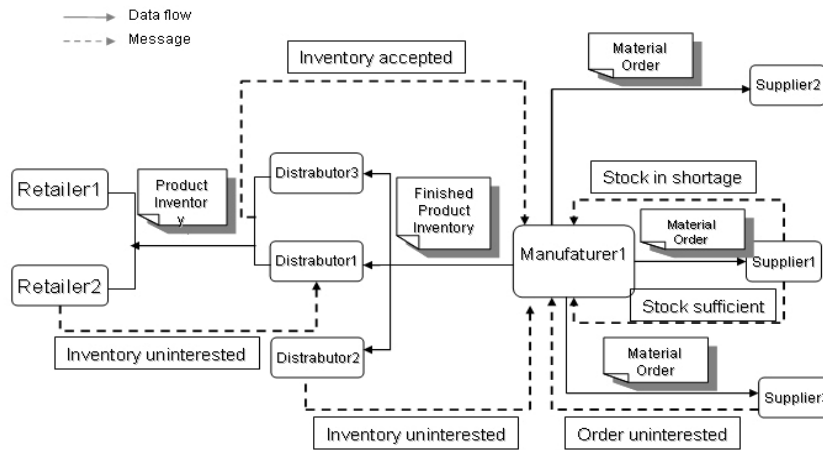 Data flow
Message
Inventory accepted
Material
Order
Supplier2
Retailer1
Product
Inventor
y
Distrabutor3
Finished
Product
Inventory
Stock in shortage
Material
Order
Manufaturer1
Supplier1
Distrabutor1
Retailer2
Stock sufficient
Inventory uninterested
Distrabutor2
Material
Order
Supplier3
Inventory uninterested
Order uninterested